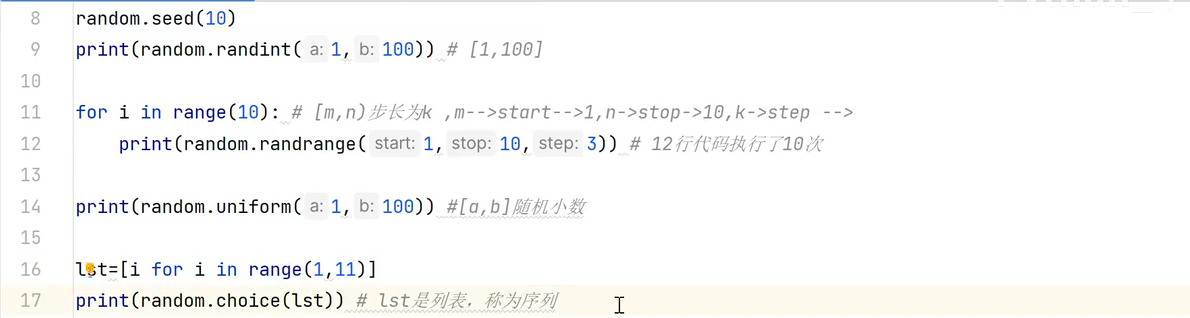 8 random.seed(10)
9 print(random.randint( a: 1, b: 100)) # [1,100]
10
11 for i in range(10): # [m,n)步长为k ,m-->start-->1,n->stop->10,k->step -->
12 print(random.randrange( start: 1, stop: 10, step: 3)) # 12行代码执行了10次
13
14 print(random.uniform( a: 1, b: 100)) #[a,b]随机小数
15
16 lst=[i for i in range(1,11)]
17 print(random.choice(lst)) # lst是列表，称为序列